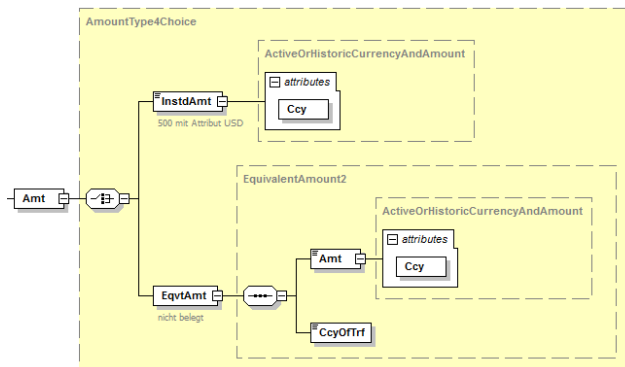 AmountType4Choice
ActiveOrHistoricCurrencyAndAmount
attributes
InstdAmt
Ccy
500 mit Attribut USD
Amt
EquivalentAmount2
ActiveOrHistoricCurrencyAndAmount
attributes
Amt
Ccy
EqvtAmt
nicht belegt
CcyOfTrf